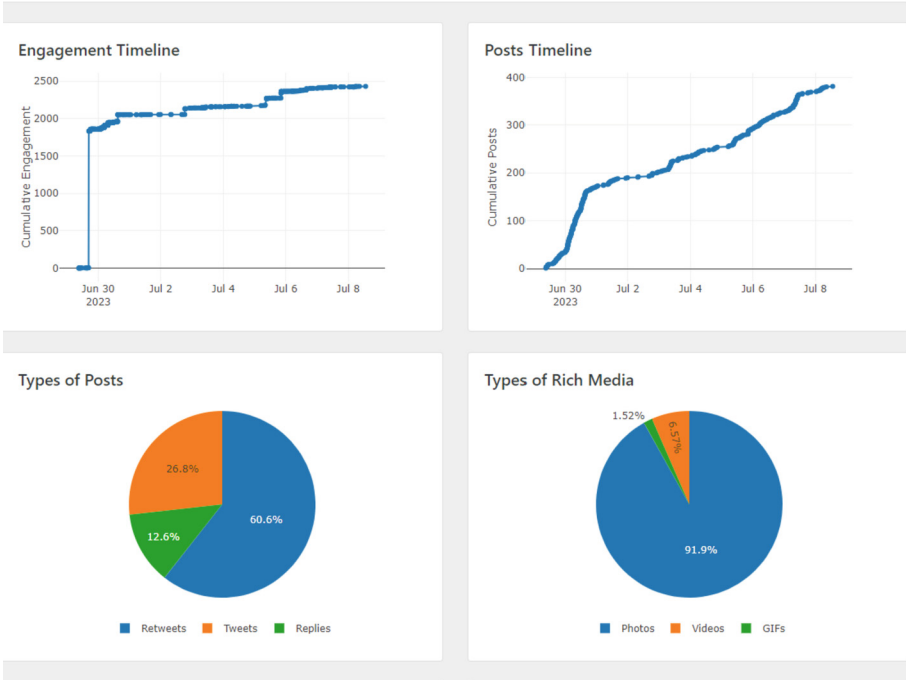 Engagement Timeline
Cumulative Engagement
2500
2000
1500
1000
500
0
Jun 30
2023
Jul 2
Jul 4
Jul 6
Jul 8
Posts Timeline
Cumulative Posts
400
300
200
100
0
Jun 30
2023
Jul 2
Jul 4
Jul 6
Jul 8
Types of Posts
26.8%
60.6%
12.6%
Retweets
Tweets
Replies
Types of Rich Media
1.52%
6.57%
91.9%
Photos
Videos
GIFs